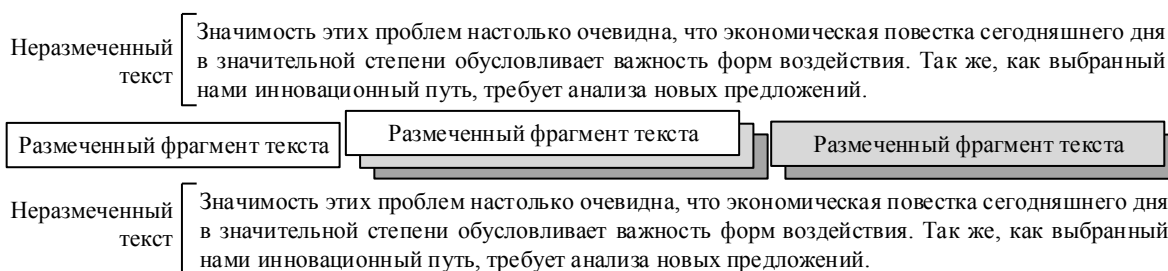 Неразмеченный
текст
Значимость этих проблем настолько очевидна, что экономическая повестка сегодняшнего дня
в значительной степени обусловливает важность форм воздействия. Так же, как выбранный
нами инновационный путь, требует анализа новых предложений.
Размеченный фрагмент текста
Размеченный фрагмент текста
Размеченный фрагмент текста
Неразмеченный
текст
Значимость этих проблем настолько очевидна, что экономическая повестка сегодняшнего дня
в значительной степени обусловливает важность форм воздействия. Так же, как выбранный
нами инновационный путь, требует анализа новых предложений.